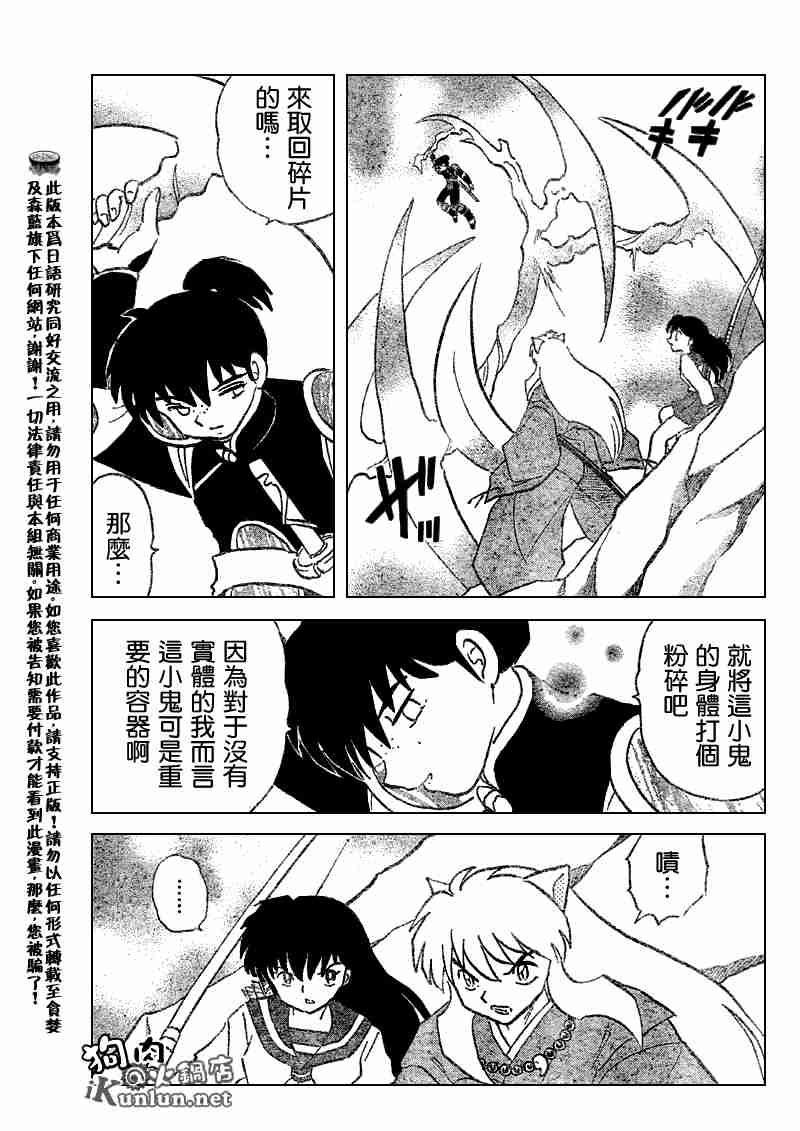 ルルル
キキ
ゴゴ
來取回碎片
的嗎…
那麼…
就將這小鬼
的身體打個
粉碎吧
因為對于沒有
實體的我而言
這小鬼可是重
要的容器啊
嘖…
……
此版本爲日語研究同好交流之用，請勿用于任何商業用途。如您喜歡此作品，請支持正版！請勿以任何形式轉載至貪婪
及森藍旗下任何網站，謝謝！一切法律責任與本組無關。如果您被告知需要付款才能看到此漫畫，那麼，您被騙了！
狗肉
火鍋店
iKunlun.net